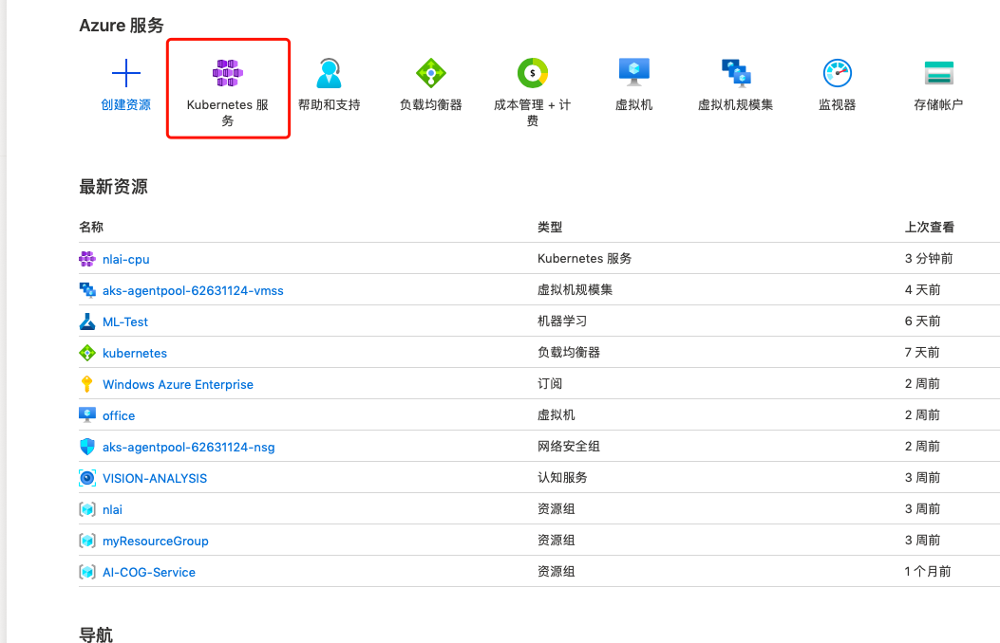 Azure 服务
创建资源
Kubernetes 服
务
帮助和支持
负载均衡器
成本管理 + 计
费
虚拟机
虚拟机规模集
监视器
存储帐户
最新资源
名称 类型 上次查看
nlai-cpu Kubernetes 服务 3 分钟前
aks-agentpool-62631124-vmss 虚拟机规模集 4 天前
ML-Test 机器学习 6 天前
kubernetes 负载均衡器 7 天前
Windows Azure Enterprise 订阅 2 周前
office 虚拟机 2 周前
aks-agentpool-62631124-nsg 网络安全组 2 周前
VISION-ANALYSIS 认知服务 3 周前
nlai 资源组 3 周前
myResourceGroup 资源组 3 周前
AI-COG-Service 资源组 1 个月前
导航